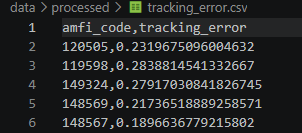 data > processed > tracking_error.csv
1 amfi_code,tracking_error
2 120505,0.2319675096004632
3 119598,0.2838814541332667
4 149324,0.27917030841826745
5 148569,0.21736518889258571
6 148567,0.1896636779215802